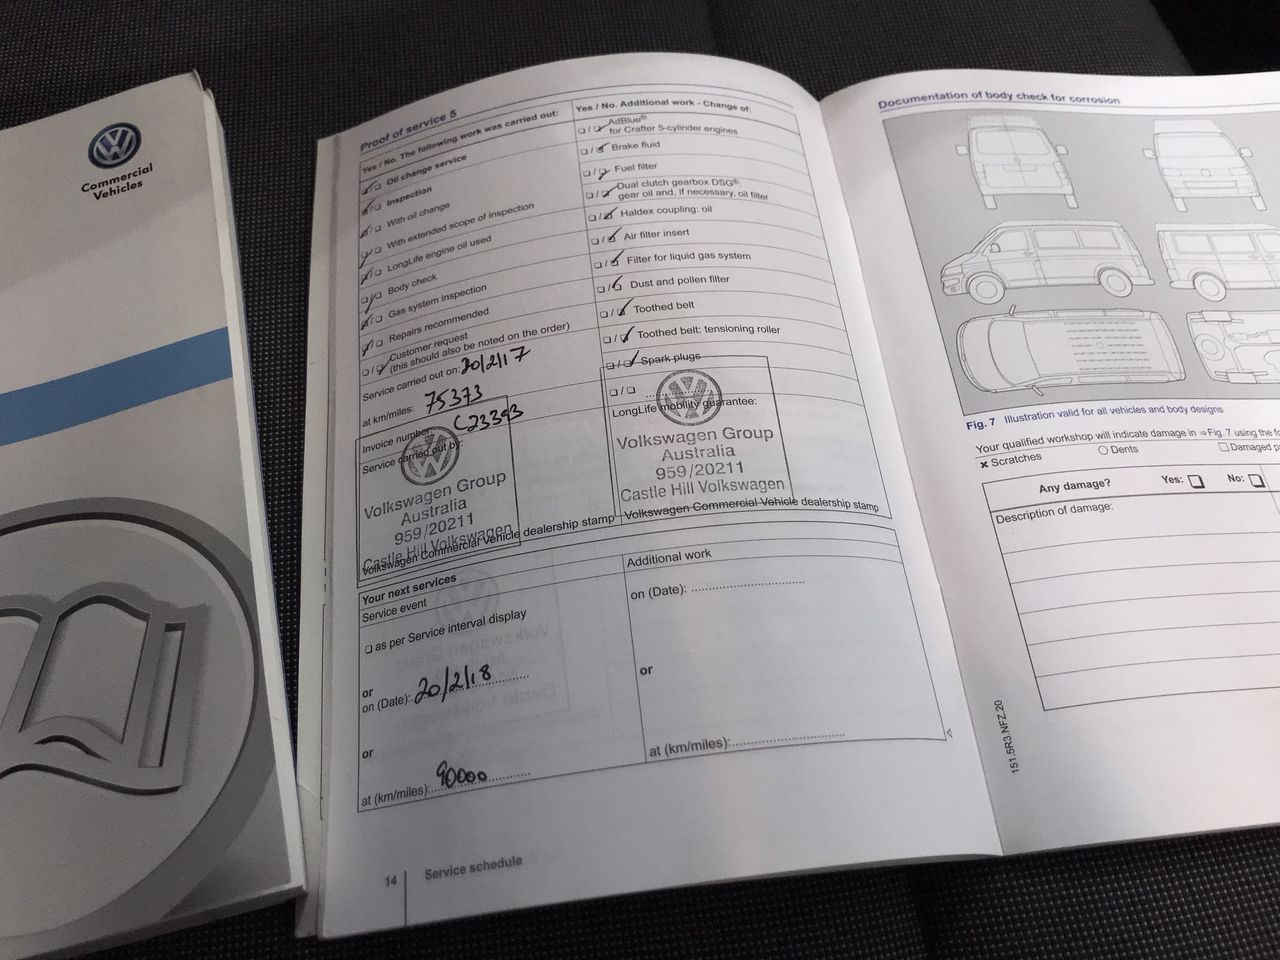 Commercial
Vehicles
Proof of service 5
Yes / No. The following work was carried out:
Oil change service
Inspection
With oil change
With extended scope of inspection
LongLife engine oil used
Body check
Gas system inspection
Repairs recommended
Customer request
(this should also be noted on the order)
Service carried out on: 20/2/17
at km/miles: 75373
Invoice number: C23393
Service carried out by:
Volkswagen Group
Australia
959/20211
Castle Hill Volkswagen
Volkswagen Commercial Vehicle dealership stamp
Yes / No. Additional work - Change of:
AdBlue®
for Crafter 5-cylinder engines
Brake fluid
Fuel filter
Dual clutch gearbox DSG®
gear oil and, if necessary, oil filter
Haldex coupling: oil
Air filter insert
Filter for liquid gas system
Dust and pollen filter
Toothed belt
Toothed belt: tensioning roller
Spark plugs
LongLife mobility guarantee:
Volkswagen Group
Australia
959/20211
Castle Hill Volkswagen
Volkswagen Commercial Vehicle dealership stamp
Your next services
Service event
as per Service interval display
or
on (Date): 20/2/18
or
at (km/miles): 90000
Additional work
on (Date):
or
at (km/miles):
14 Service schedule
Documentation of body check for corrosion
Fig. 7 Illustration valid for all vehicles and body designs
Your qualified workshop will indicate damage in ⇒Fig. 7 using the
× Scratches ○ Dents □ Damaged
Any damage? Yes: No:
Description of damage:
151.5R3.NFZ.20